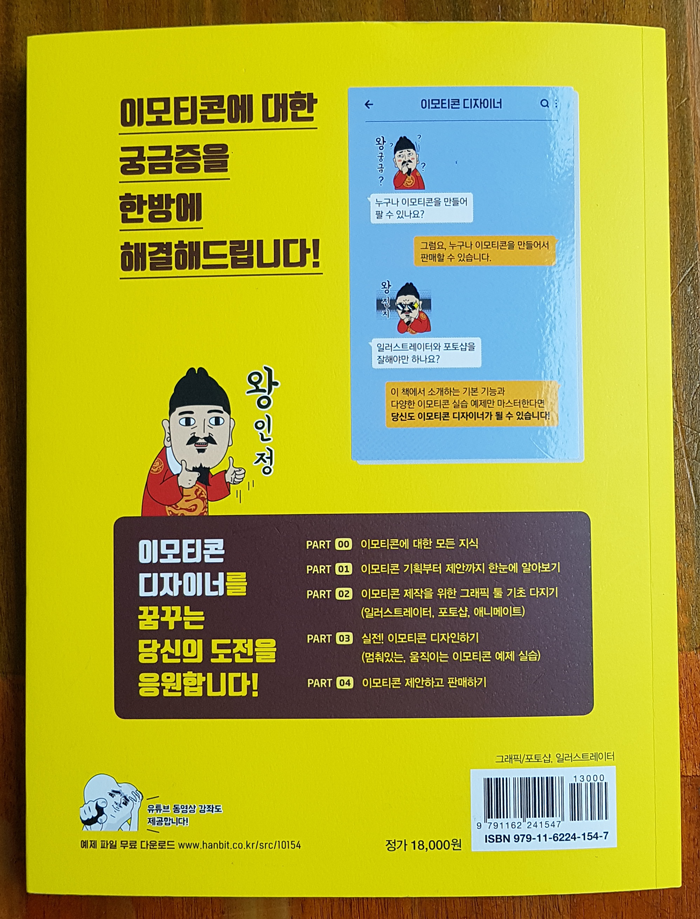 이모티콘에 대한
궁금증을
한방에
해결해드립니다!
이모티콘 디자이너
왕궁금?
? ? ?
누구나 이모티콘을 만들어
팔 수 있나요?
그럼요, 누구나 이모티콘을 만들어서
판매할 수 있습니다.
일러스트레이터와 포토샵을
잘해야만 하나요?
이 책에서 소개하는 기본 기능과
다양한 이모티콘 실습 예제만 마스터한다면
당신도 이모티콘 디자이너가 될 수 있습니다!
왕인정
이모티콘
디자이너를
꿈꾸는
당신의 도전을
응원합니다!
PART 00 이모티콘에 대한 모든 지식
PART 01 이모티콘 기획부터 제안까지 한눈에 알아보기
PART 02 이모티콘 제작을 위한 그래픽 툴 기초 다지기
(일러스트레이터, 포토샵, 애니메이트)
PART 03 실전! 이모티콘 디자인하기
(멈춰있는, 움직이는 이모티콘 예제 실습)
PART 04 이모티콘 제안하고 판매하기
유튜브 동영상 강좌도
제공합니다!
예제 파일 무료 다운로드 www.hanbit.co.kr/src/10154
정가 18,000원
그래픽/포토샵, 일러스트레이터
13000
9 791162 241547
ISBN 979-11-6224-154-7